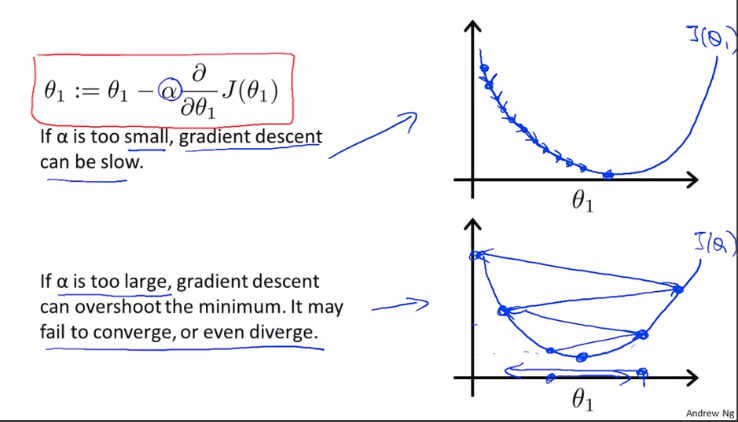 θ₁ := θ₁ − α ∂/∂θ₁ J(θ₁)
If α is too small, gradient descent
can be slow.
J(θ₁)
θ₁
If α is too large, gradient descent
can overshoot the minimum. It may
fail to converge, or even diverge.
θ₁
Andrew Ng